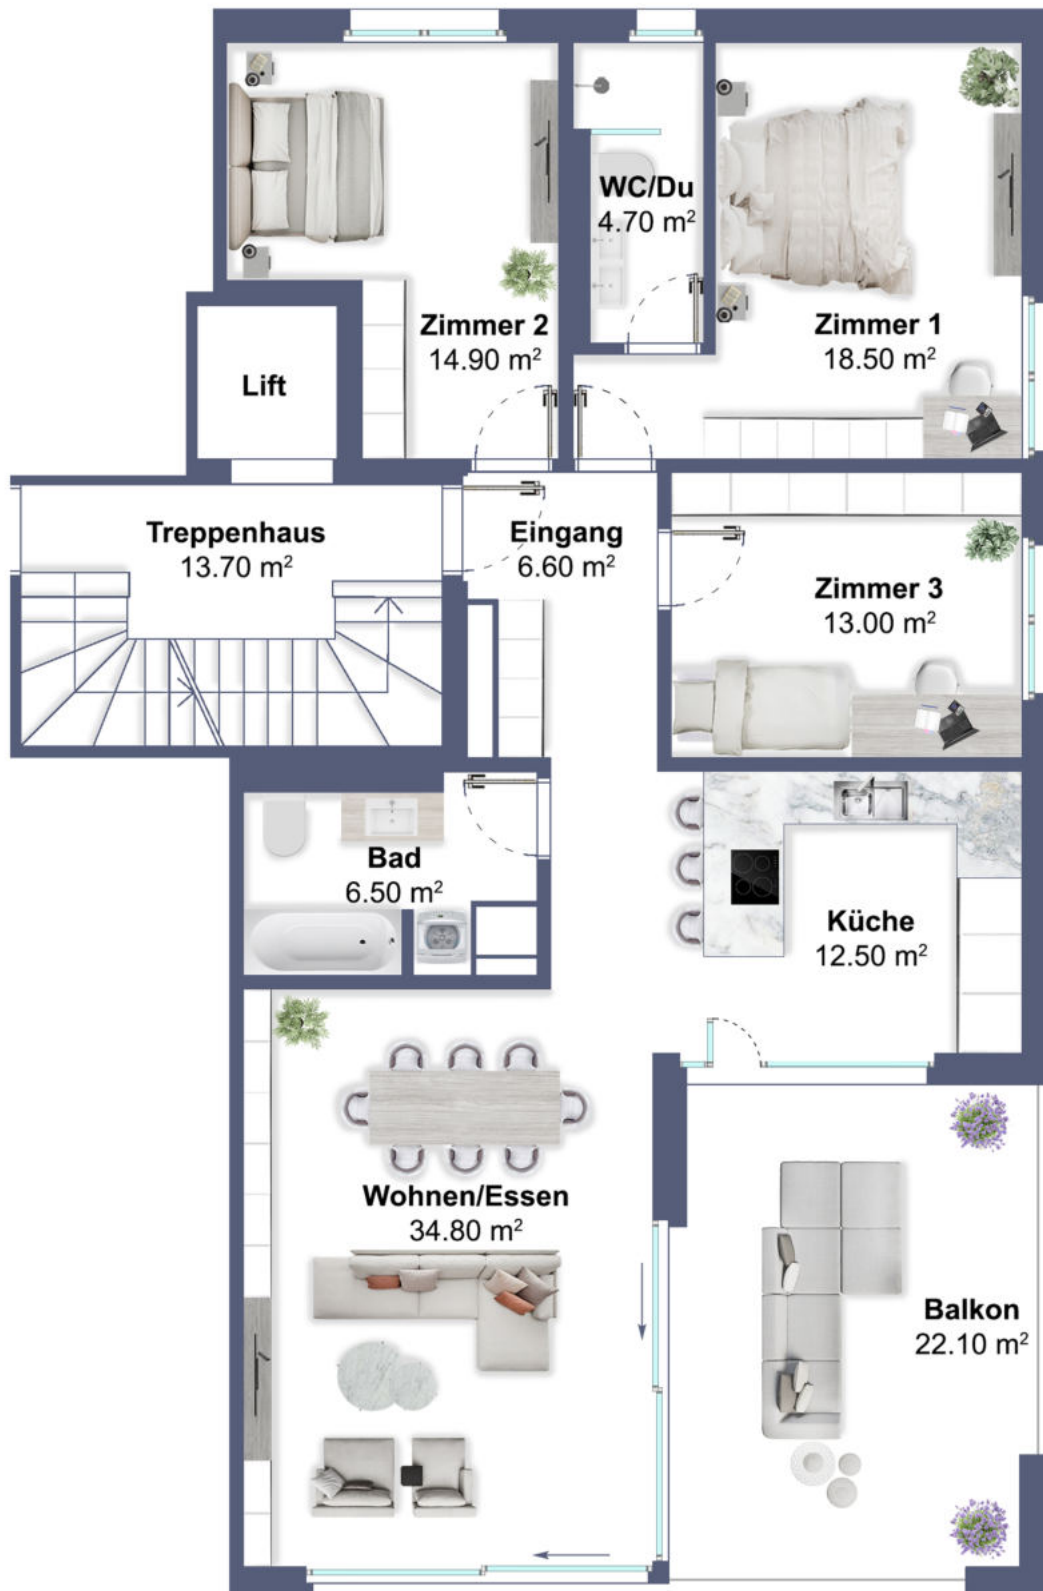 WC/Du
4.70 m²
Zimmer 2
14.90 m²
Zimmer 1
18.50 m²
Lift
Treppenhaus
13.70 m²
Eingang
6.60 m²
Zimmer 3
13.00 m²
Bad
6.50 m²
Küche
12.50 m²
Wohnen/Essen
34.80 m²
Balkon
22.10 m²